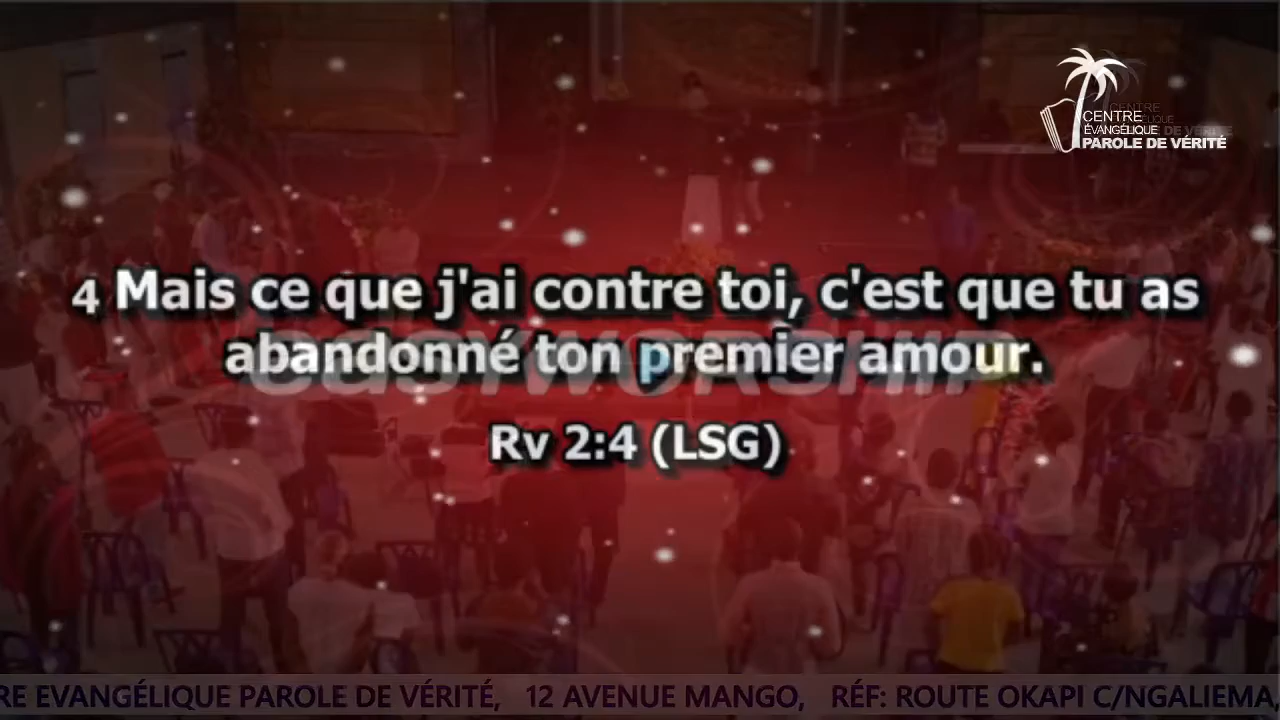 CENTRE
ÉVANGÉLIQUE
PAROLE DE VÉRITÉ
4 Mais ce que j'ai contre toi, c'est que tu as
abandonné ton premier amour.
EASYWORSHIP
Rv 2:4 (LSG)
RE EVANGÉLIQUE PAROLE DE VÉRITÉ, 12 AVENUE MANGO, RÉF: ROUTE OKAPI C/NGALIEMA,